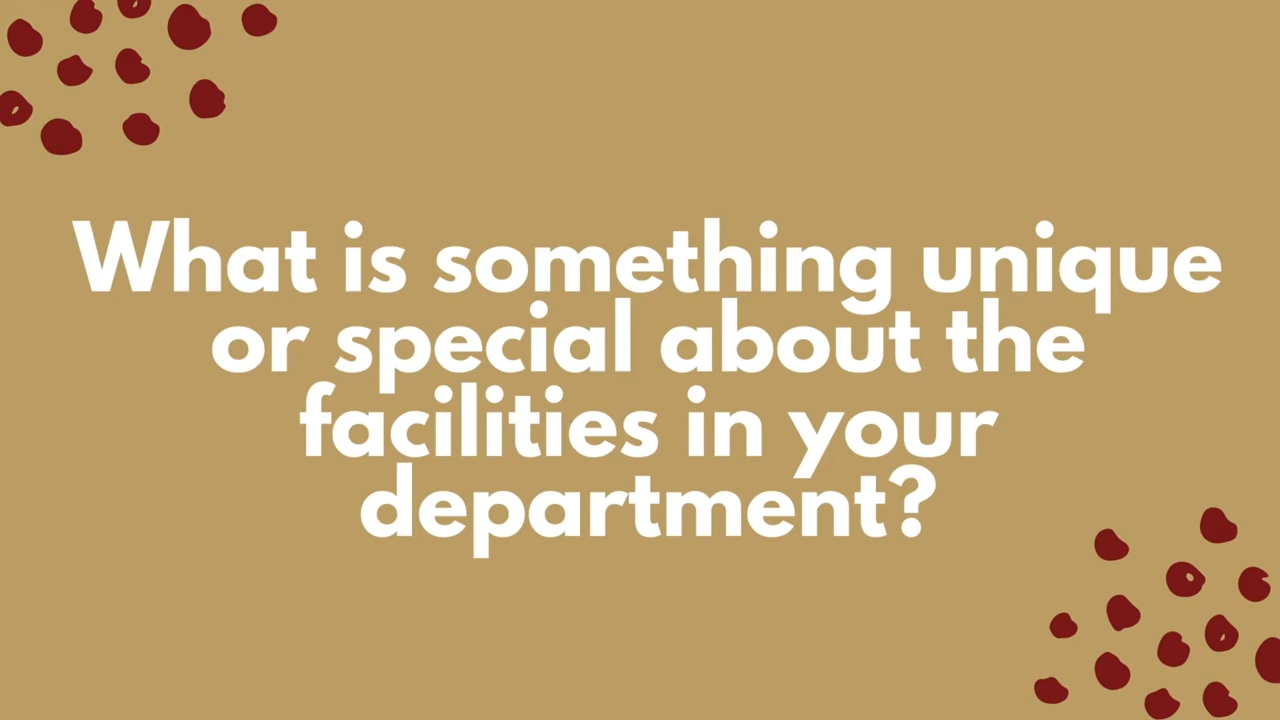 What is something unique
or special about the
facilities in your
department?